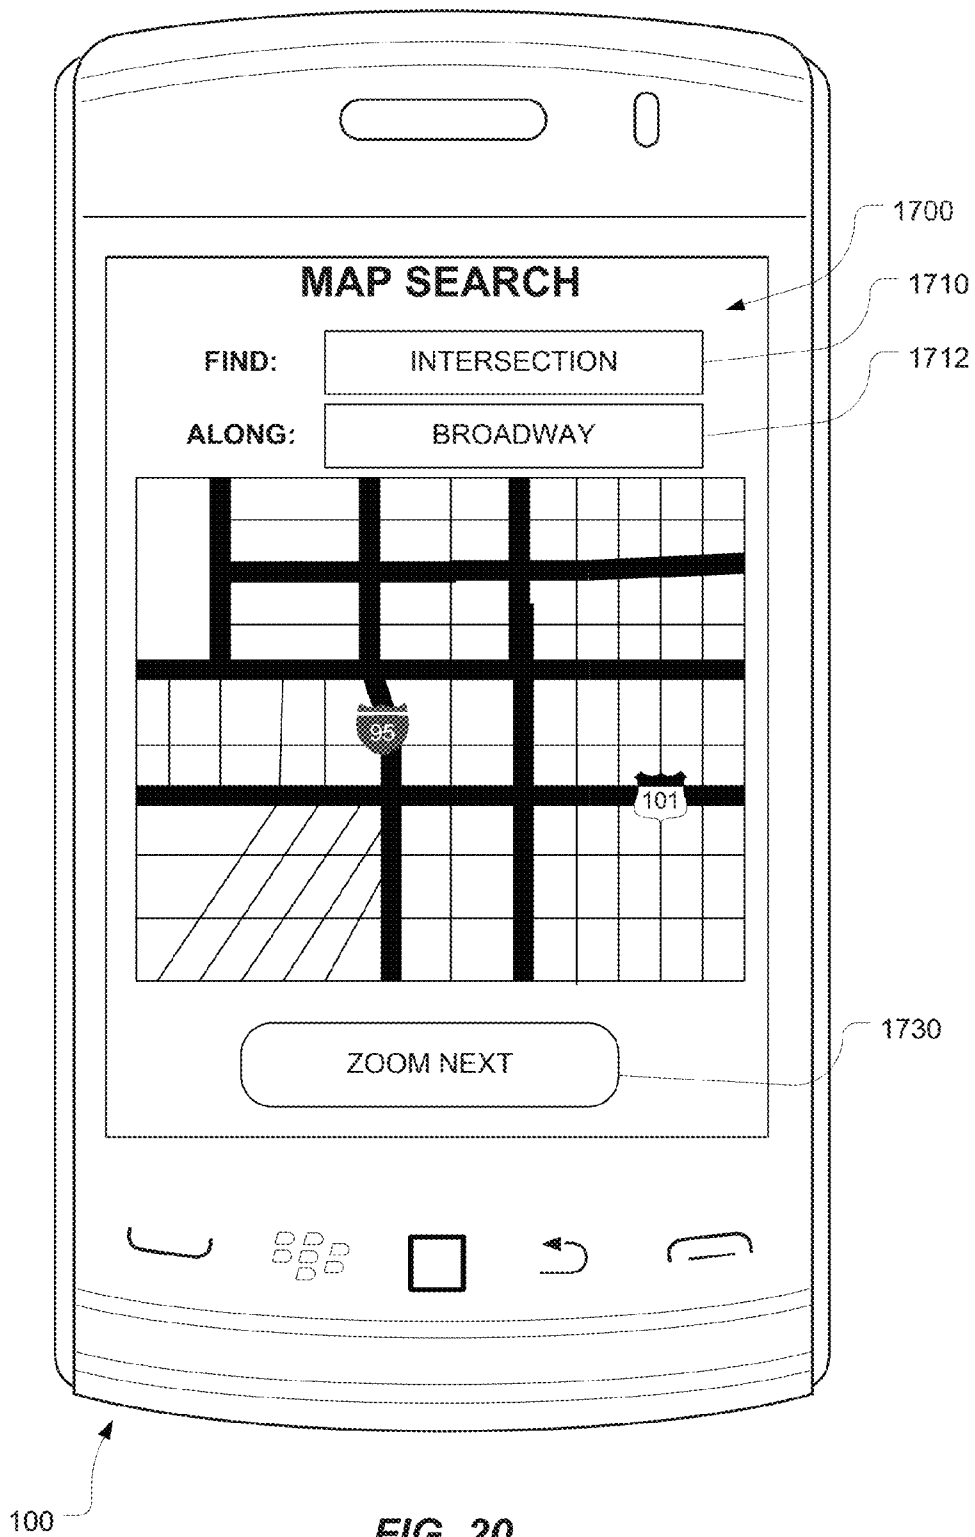 1700
MAP SEARCH
1710
FIND: INTERSECTION
1712
ALONG: BROADWAY
95
101
1730
ZOOM NEXT
100
FIG. 20